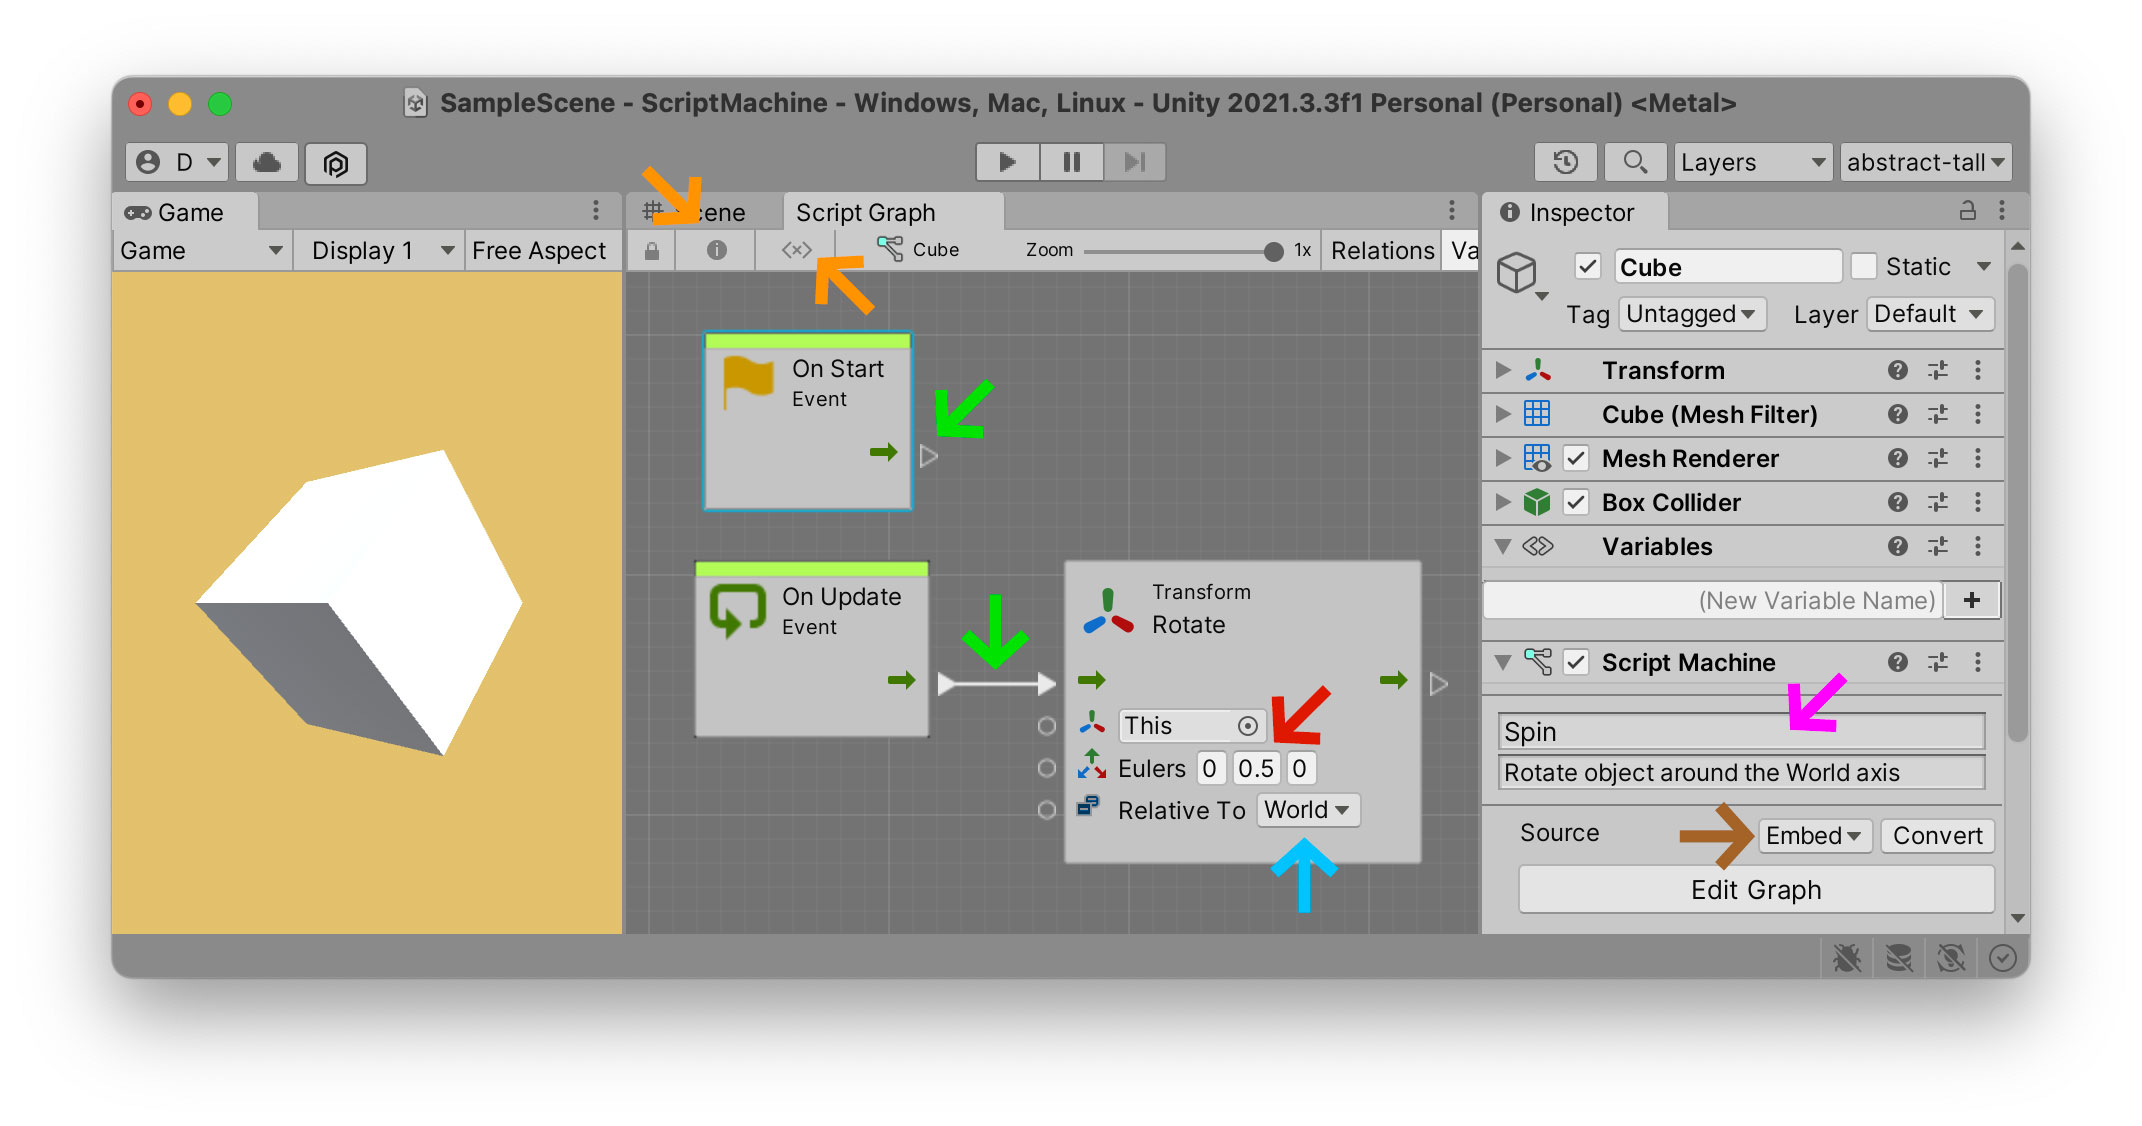 SampleScene - ScriptMachine - Windows, Mac, Linux - Unity 2021.3.3f1 Personal (Personal) <Metal>
D
Layers
abstract-tall
Game
Script Graph
Inspector
Game
Display 1
Free Aspect
Cube
Zoom
1x
Relations
Cube
Static
Tag
Untagged
Layer
Default
On Start
Event
On Update
Event
Transform
Rotate
This
Eulers 0 0.5 0
Relative To World
Transform
Cube (Mesh Filter)
Mesh Renderer
Box Collider
Variables
(New Variable Name)
+
Script Machine
Spin
Rotate object around the World axis
Source
Embed
Convert
Edit Graph